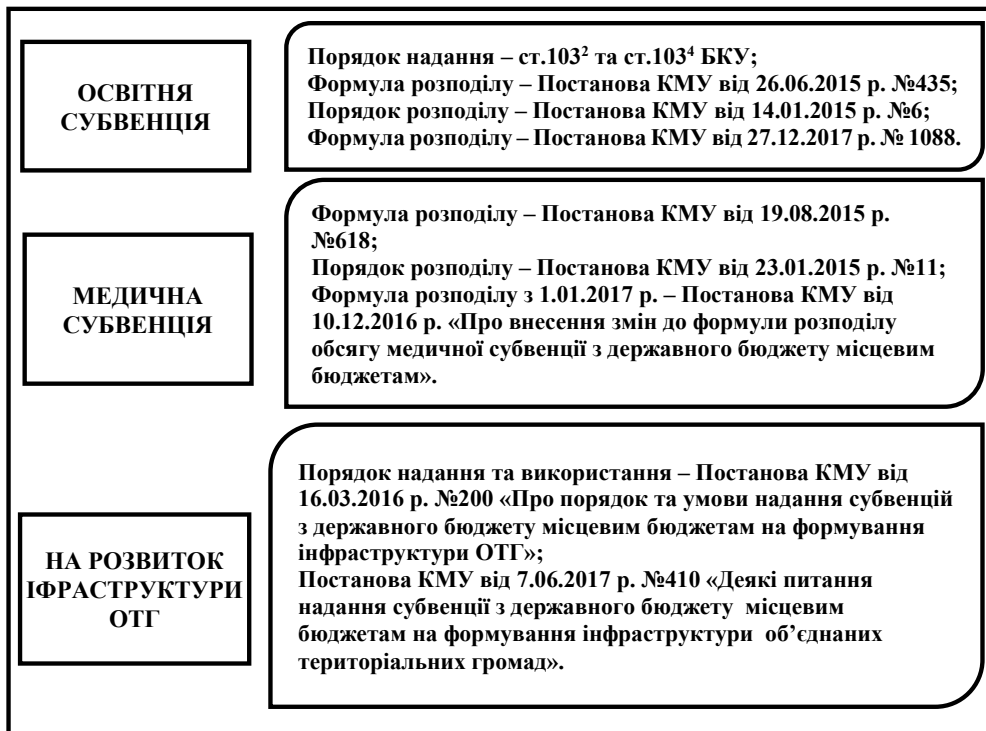 ОСВІТНЯ
СУБВЕНЦІЯ
Порядок надання – ст.103² та ст.103⁴ БКУ;
Формула розподілу – Постанова КМУ від 26.06.2015 р. №435;
Порядок розподілу – Постанова КМУ від 14.01.2015 р. №6;
Формула розподілу – Постанова КМУ від 27.12.2017 р. № 1088.
МЕДИЧНА
СУБВЕНЦІЯ
Формула розподілу – Постанова КМУ від 19.08.2015 р.
№618;
Порядок розподілу – Постанова КМУ від 23.01.2015 р. №11;
Формула розподілу з 1.01.2017 р. – Постанова КМУ від
10.12.2016 р. «Про внесення змін до формули розподілу
обсягу медичної субвенції з державного бюджету місцевим
бюджетам».
НА РОЗВИТОК
ІФРАСТРУКТУРИ
ОТГ
Порядок надання та використання – Постанова КМУ від
16.03.2016 р. №200 «Про порядок та умови надання субвенцій
з державного бюджету місцевим бюджетам на формування
інфраструктури ОТГ»;
Постанова КМУ від 7.06.2017 р. №410 «Деякі питання
надання субвенції з державного бюджету місцевим
бюджетам на формування інфраструктури об’єднаних
територіальних громад».